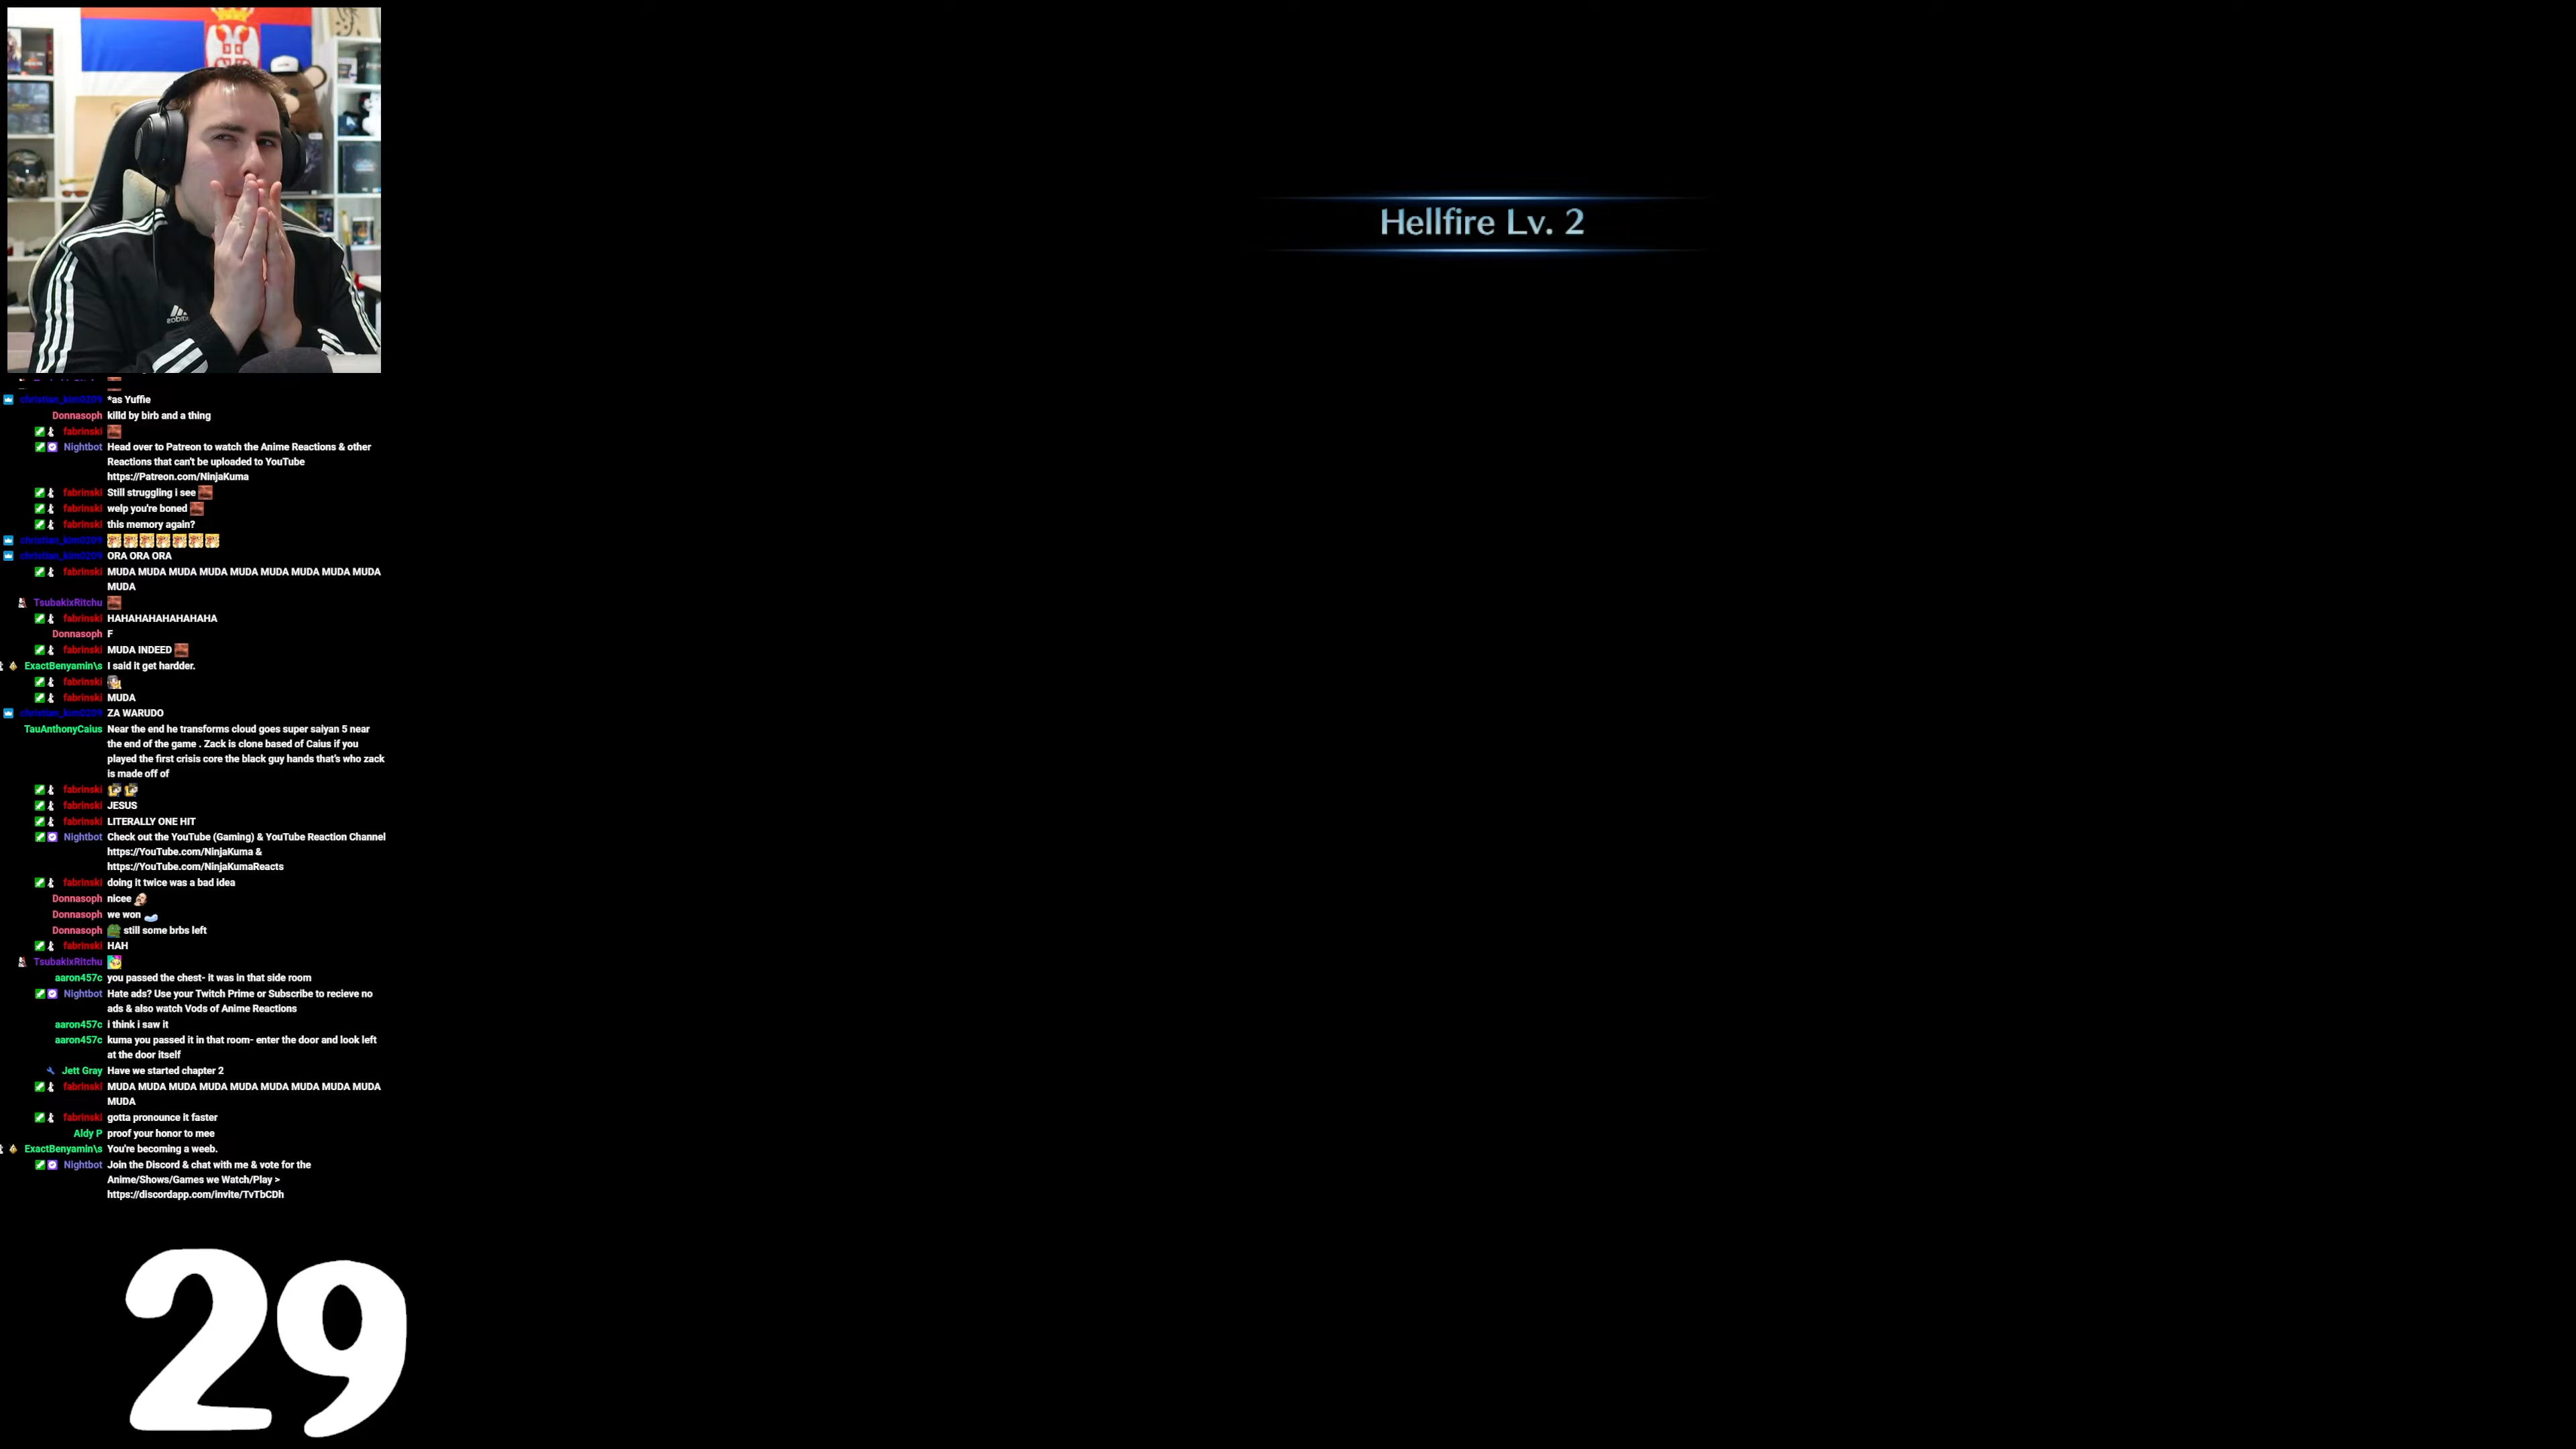 Hellfire Lv. 2
christian_kim0209 *as Yuffie
Donnasoph killd by birb and a thing
fabrinski
Nightbot Head over to Patreon to watch the Anime Reactions & other
Reactions that can't be uploaded to YouTube
https://Patreon.com/NinjaKuma
fabrinski Still struggling i see
fabrinski welp you're boned
fabrinski this memory again?
christian_kim0209
christian_kim0209 ORA ORA ORA
fabrinski MUDA MUDA MUDA MUDA MUDA MUDA MUDA MUDA MUDA
MUDA
TsubakixRitchu
fabrinski HAHAHAHAHAHAHAHA
Donnasoph F
fabrinski MUDA INDEED
ExactBenyamin\s I said it get hardder.
fabrinski
fabrinski MUDA
christian_kim0209 ZA WARUDO
TauAnthonyCaius Near the end he transforms cloud goes super saiyan 5 near
the end of the game . Zack is clone based of Caius if you
played the first crisis core the black guy hands that's who zack
is made off of
fabrinski
fabrinski JESUS
fabrinski LITERALLY ONE HIT
Nightbot Check out the YouTube (Gaming) & YouTube Reaction Channel
https://YouTube.com/NinjaKuma &
https://YouTube.com/NinjaKumaReacts
fabrinski doing it twice was a bad idea
Donnasoph nicee
Donnasoph we won
Donnasoph still some brbs left
fabrinski HAH
TsubakixRitchu
aaron457c you passed the chest- it was in that side room
Nightbot Hate ads? Use your Twitch Prime or Subscribe to recieve no
ads & also watch Vods of Anime Reactions
aaron457c i think i saw it
aaron457c kuma you passed it in that room- enter the door and look left
at the door itself
Jett Gray Have we started chapter 2
fabrinski MUDA MUDA MUDA MUDA MUDA MUDA MUDA MUDA MUDA
MUDA
fabrinski gotta pronounce it faster
Aldy P proof your honor to mee
ExactBenyamin\s You're becoming a weeb.
Nightbot Join the Discord & chat with me & vote for the
Anime/Shows/Games we Watch/Play >
https://discordapp.com/invite/TvTbCDh
29